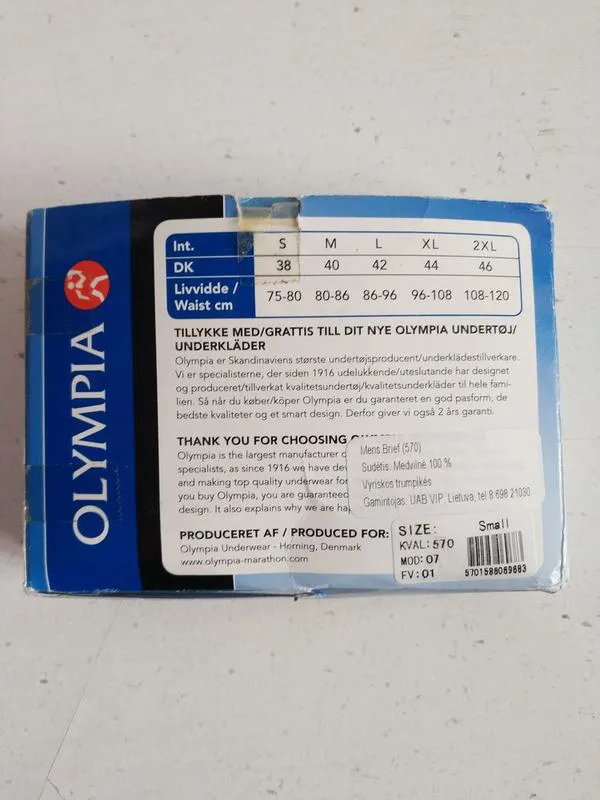 OLYMPIA
Int. S M L XL 2XL
DK 38 40 42 44 46
Livvidde /
Waist cm 75-80 80-86 86-96 96-108 108-120
TILLYKKE MED/GRATTIS TILL DIT NYE OLYMPIA UNDERTØJ/
UNDERKLÄDER
Olympia er Skandinaviens største undertøjsproducent/underklädestillverkare.
Vi er specialisterne, der siden 1916 udelukkende/uteslutande har designet
og produceret/tillverkat kvalitetsundertøj/kvalitetsunderkläder til hele fami-
lien. Så når du køber/köper Olympia er du garanteret en god pasform, de
bedste kvaliteter og et smart design. Derfor giver vi også 2 års garanti.
THANK YOU FOR CHOOSING
Olympia is the largest manufacturer
specialists, as since 1916 we have
and making top quality underwear for
you buy Olympia, you are guaranteed
design. It also explains why we are
Mens Brief (570)
Sudėtis: Medvilnė 100 %
Vyriškos trumpikės
Gamintojas: UAB VIP, Lietuva, tel 8 698 21030
PRODUCERET AF / PRODUCED FOR:
Olympia Underwear - Herning, Denmark
www.olympia-marathon.com
SIZE: Small
KVAL: 570
MOD: 07
FV: 01
5701586069683